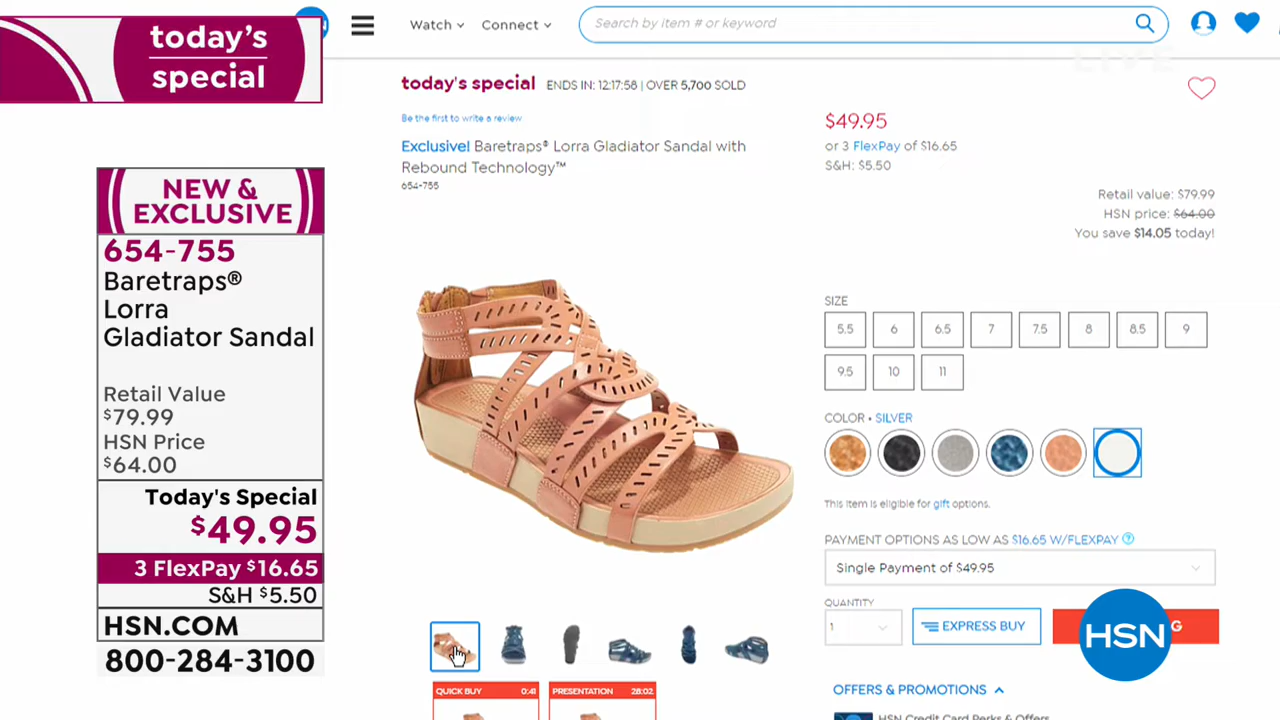 today's
special
NEW &
EXCLUSIVE
654-755
Baretraps®
Lorra
Gladiator Sandal
Retail Value
$79.99
HSN Price
$64.00
Today's Special
$49.95
3 FlexPay $16.65
S&H $5.50
HSN.COM
800-284-3100
Watch
Connect
Search by item # or keyword
LIVE
today's special ENDS IN: 12:17:58 | OVER 5,700 SOLD
Be the first to write a review
Exclusive! Baretraps® Lorra Gladiator Sandal with
Rebound Technology™
654-755
$49.95
or 3 FlexPay of $16.65
S&H: $5.50
Retail value: $79.99
HSN price: $64.00
You save $14.05 today!
SIZE
5.5 6 6.5 7 7.5 8 8.5 9
9.5 10 11
COLOR • SILVER
This item is eligible for gift options.
PAYMENT OPTIONS AS LOW AS $16.65 W/FLEXPAY ?
Single Payment of $49.95
QUANTITY
1
EXPRESS BUY
G
HSN
OFFERS & PROMOTIONS
HSN Credit Card Perks & Offers
QUICK BUY 0:41
PRESENTATION 28:02